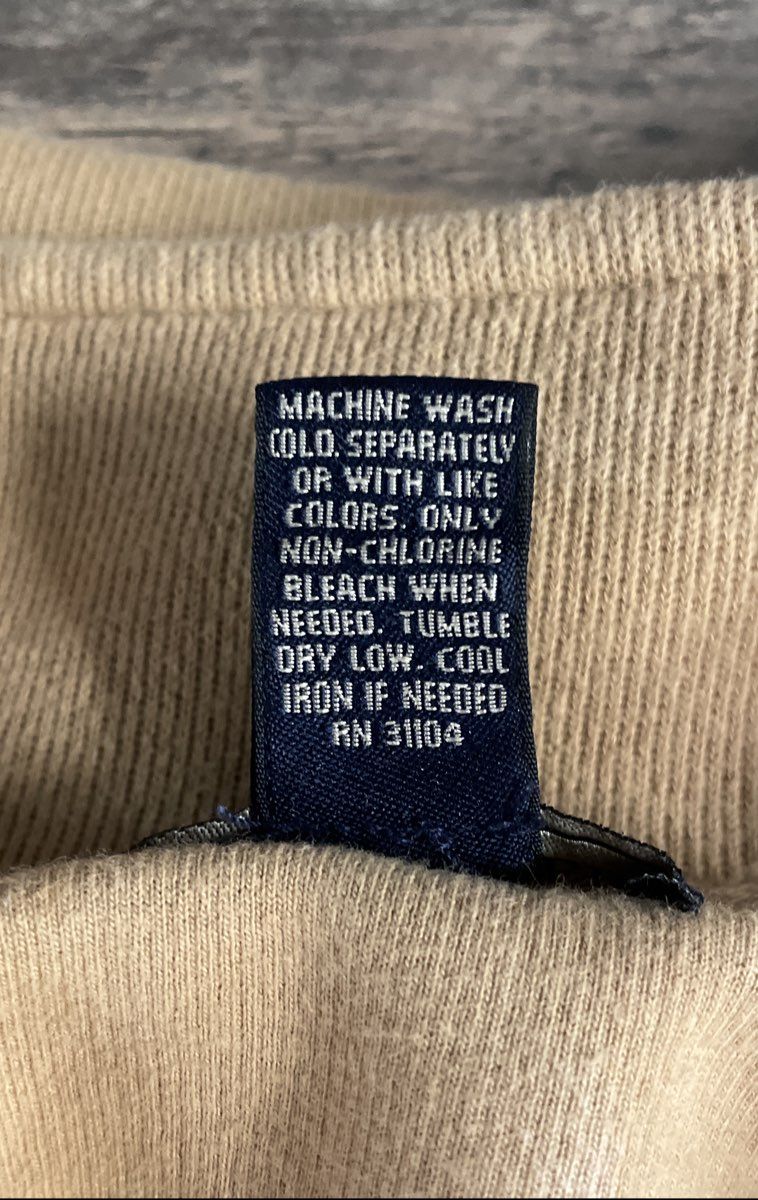 MACHINE WASH
COLD. SEPARATELY
OR WITH LIKE
COLORS. ONLY
NON-CHLORINE
BLEACH WHEN
NEEDED. TUMBLE
DRY LOW. COOL
IRON IF NEEDED
RN 31104